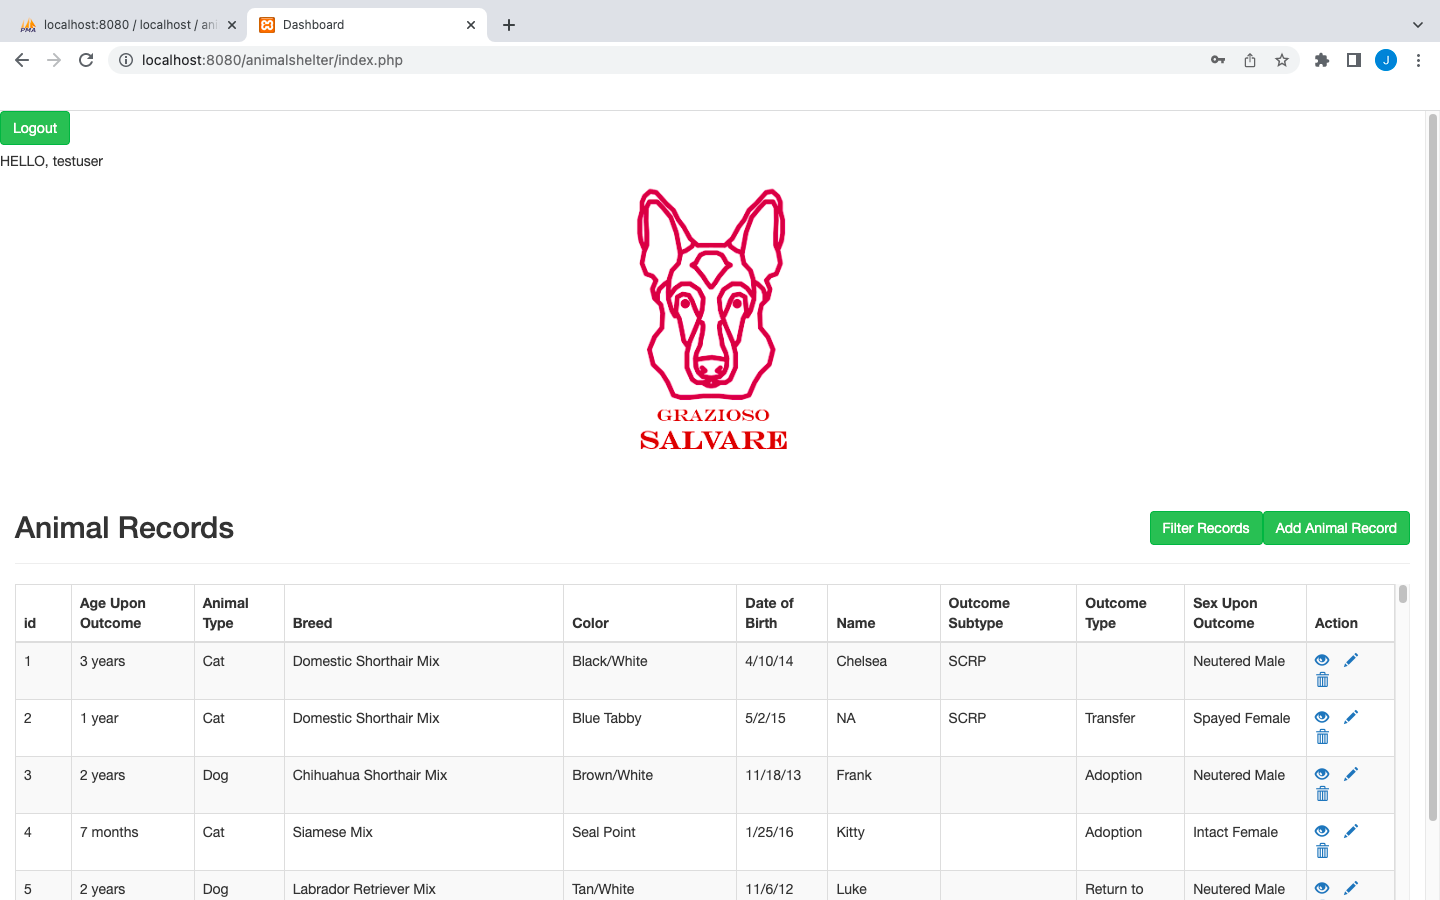 localhost:8080 / localhost / ani
Dashboard
localhost:8080/animalshelter/index.php
J
Logout
HELLO, testuser
GRAZIOSO
SALVARE
Animal Records
Filter Records
Add Animal Record
id
Age Upon Outcome
Animal Type
Breed
Color
Date of Birth
Name
Outcome Subtype
Outcome Type
Sex Upon Outcome
Action
1 3 years Cat Domestic Shorthair Mix Black/White 4/10/14 Chelsea SCRP Neutered Male
2 1 year Cat Domestic Shorthair Mix Blue Tabby 5/2/15 NA SCRP Transfer Spayed Female
3 2 years Dog Chihuahua Shorthair Mix Brown/White 11/18/13 Frank Adoption Neutered Male
4 7 months Cat Siamese Mix Seal Point 1/25/16 Kitty Adoption Intact Female
5 2 years Dog Labrador Retriever Mix Tan/White 11/6/12 Luke Return to Neutered Male